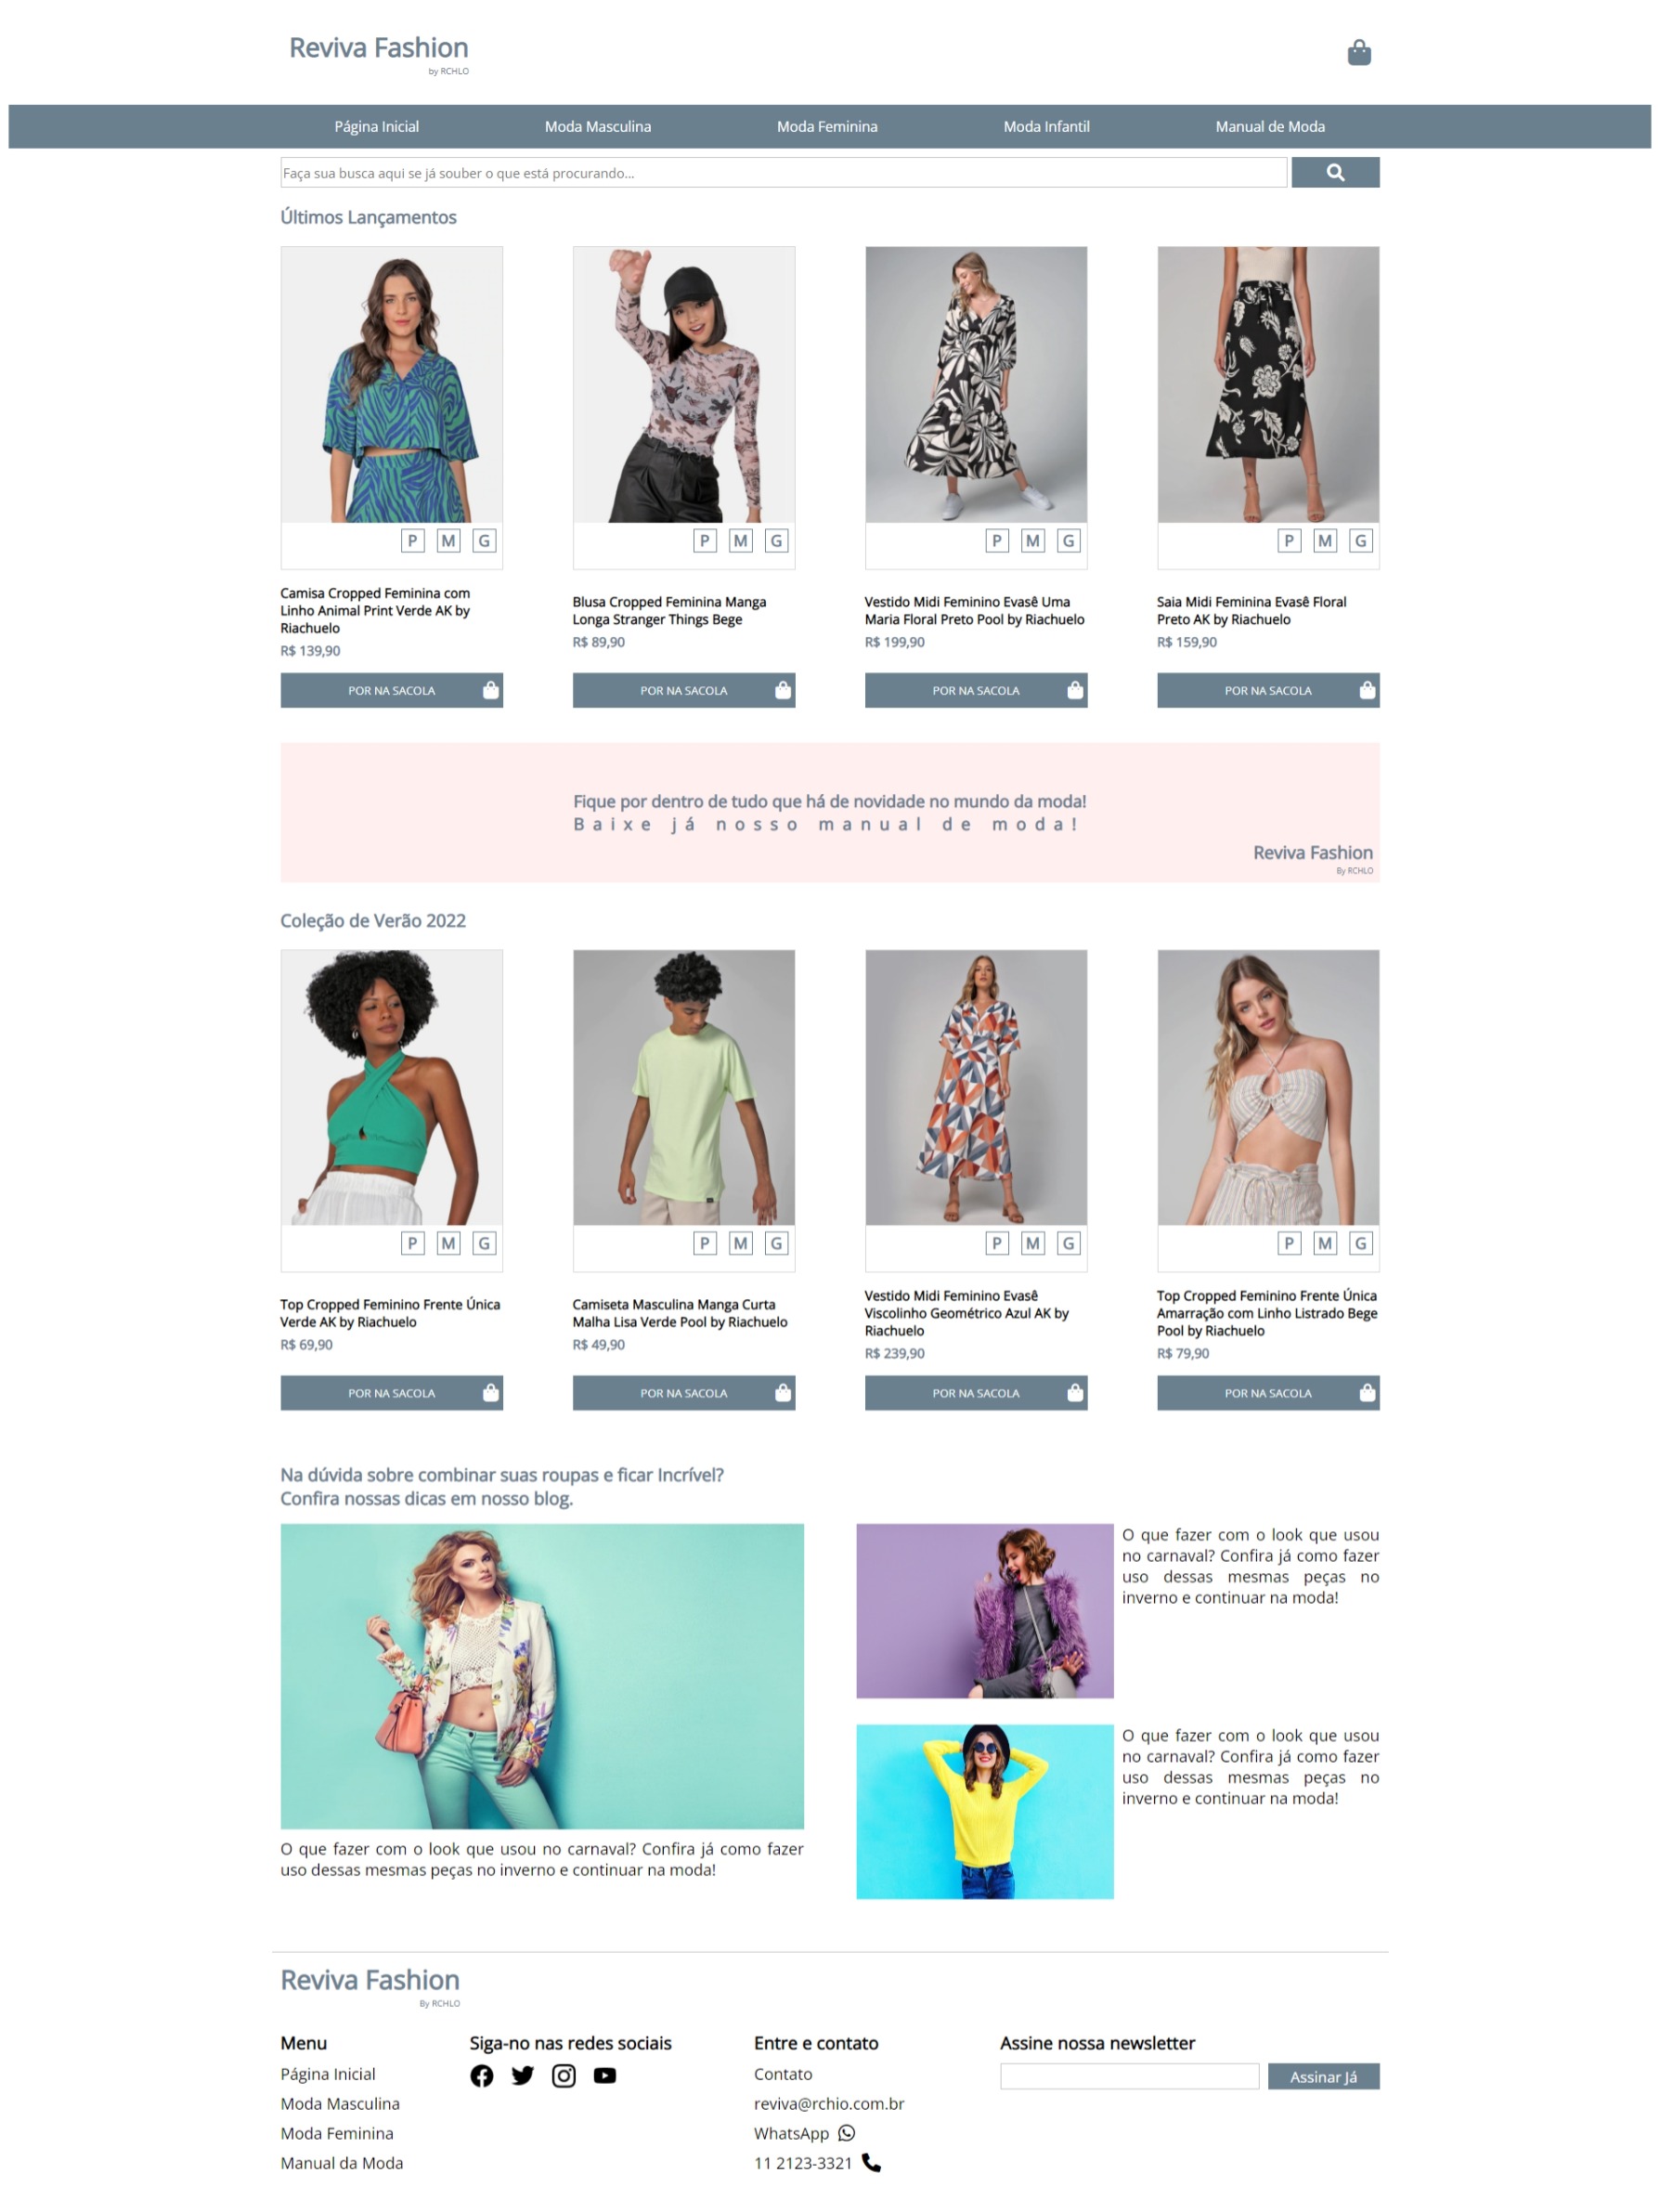 Reviva Fashion
by RCHLO
Página Inicial
Moda Masculina
Moda Feminina
Moda Infantil
Manual de Moda
Faça sua busca aqui se já souber o que está procurando...
Últimos Lançamentos
P M G
P M G
P M G
P M G
Camisa Cropped Feminina com
Linho Animal Print Verde AK by
Riachuelo
R$ 139,90
Blusa Cropped Feminina Manga
Longa Stranger Things Bege
R$ 89,90
Vestido Midi Feminino Evasê Uma
Maria Floral Preto Pool by Riachuelo
R$ 199,90
Saia Midi Feminina Evasê Floral
Preto AK by Riachuelo
R$ 159,90
POR NA SACOLA
POR NA SACOLA
POR NA SACOLA
POR NA SACOLA
Fique por dentro de tudo que há de novidade no mundo da moda!
Baixe já nosso manual de moda!
Reviva Fashion
By RCHLO
Coleção de Verão 2022
P M G
P M G
P M G
P M G
Top Cropped Feminino Frente Única
Verde AK by Riachuelo
R$ 69,90
Camiseta Masculina Manga Curta
Malha Lisa Verde Pool by Riachuelo
R$ 49,90
Vestido Midi Feminino Evasê
Viscolinho Geométrico Azul AK by
Riachuelo
R$ 239,90
Top Cropped Feminino Frente Única
Amarração com Linho Listrado Bege
Pool by Riachuelo
R$ 79,90
POR NA SACOLA
POR NA SACOLA
POR NA SACOLA
POR NA SACOLA
Na dúvida sobre combinar suas roupas e ficar Incrível?
Confira nossas dicas em nosso blog.
O que fazer com o look que usou no carnaval? Confira já como fazer
uso dessas mesmas peças no inverno e continuar na moda!
O que fazer com o look que usou
no carnaval? Confira já como fazer
uso dessas mesmas peças no
inverno e continuar na moda!
O que fazer com o look que usou
no carnaval? Confira já como fazer
uso dessas mesmas peças no
inverno e continuar na moda!
Reviva Fashion
By RCHLO
Menu
Página Inicial
Moda Masculina
Moda Feminina
Manual da Moda
Siga-no nas redes sociais
Entre e contato
Contato
reviva@rchio.com.br
WhatsApp
11 2123-3321
Assine nossa newsletter
Assinar Já